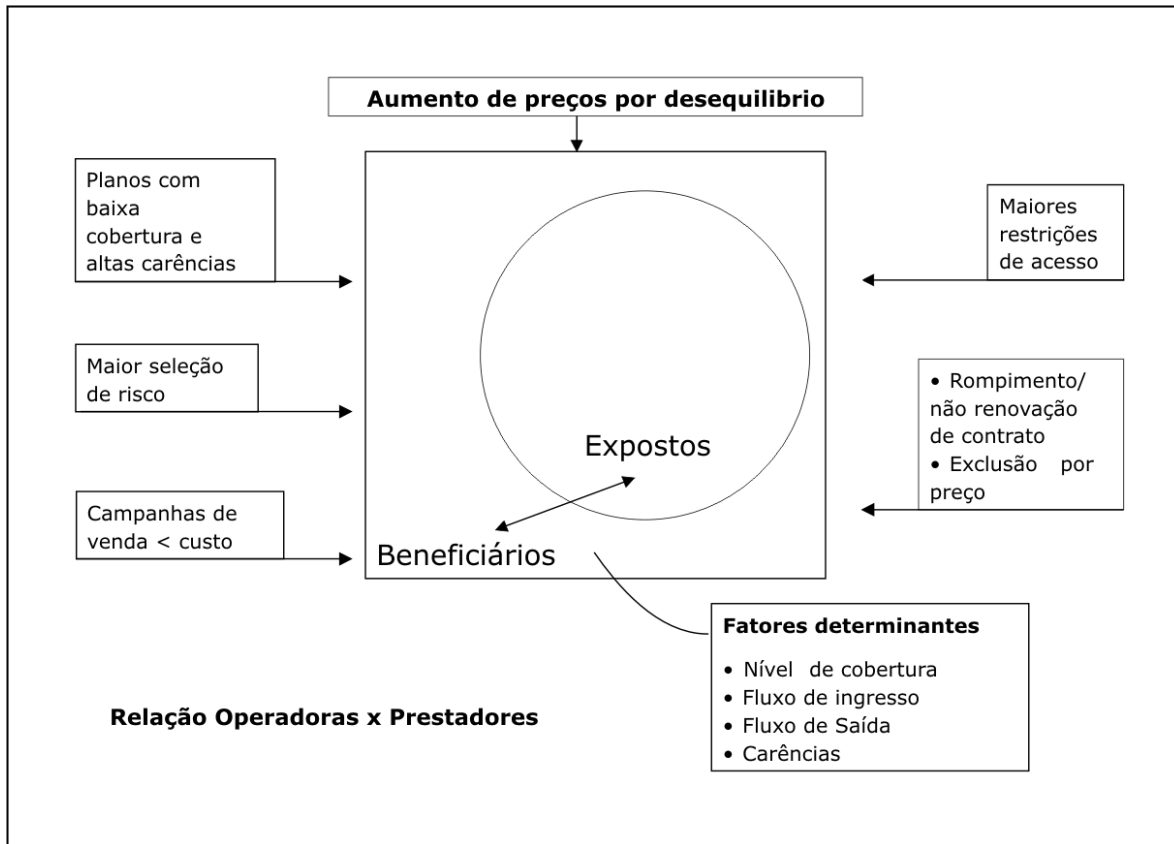 Aumento de preços por desequilibrio
Planos com
baixa
cobertura e
altas carências
Maiores
restrições
de acesso
Maior seleção
de risco
• Rompimento/
não renovação
de contrato
• Exclusão por
preço
Expostos
Campanhas de
venda < custo
Beneficiários
Fatores determinantes
• Nível de cobertura
• Fluxo de ingresso
• Fluxo de Saída
• Carências
Relação Operadoras x Prestadores